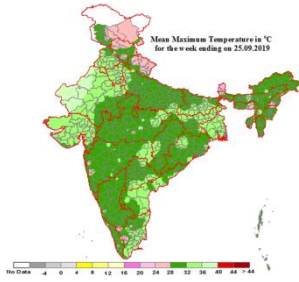 Mean Maximum Temperature in °C
for the week ending on 25.09.2019
No Data -4 0 4 8 12 16 20 24 28 32 36 40 44 > 44